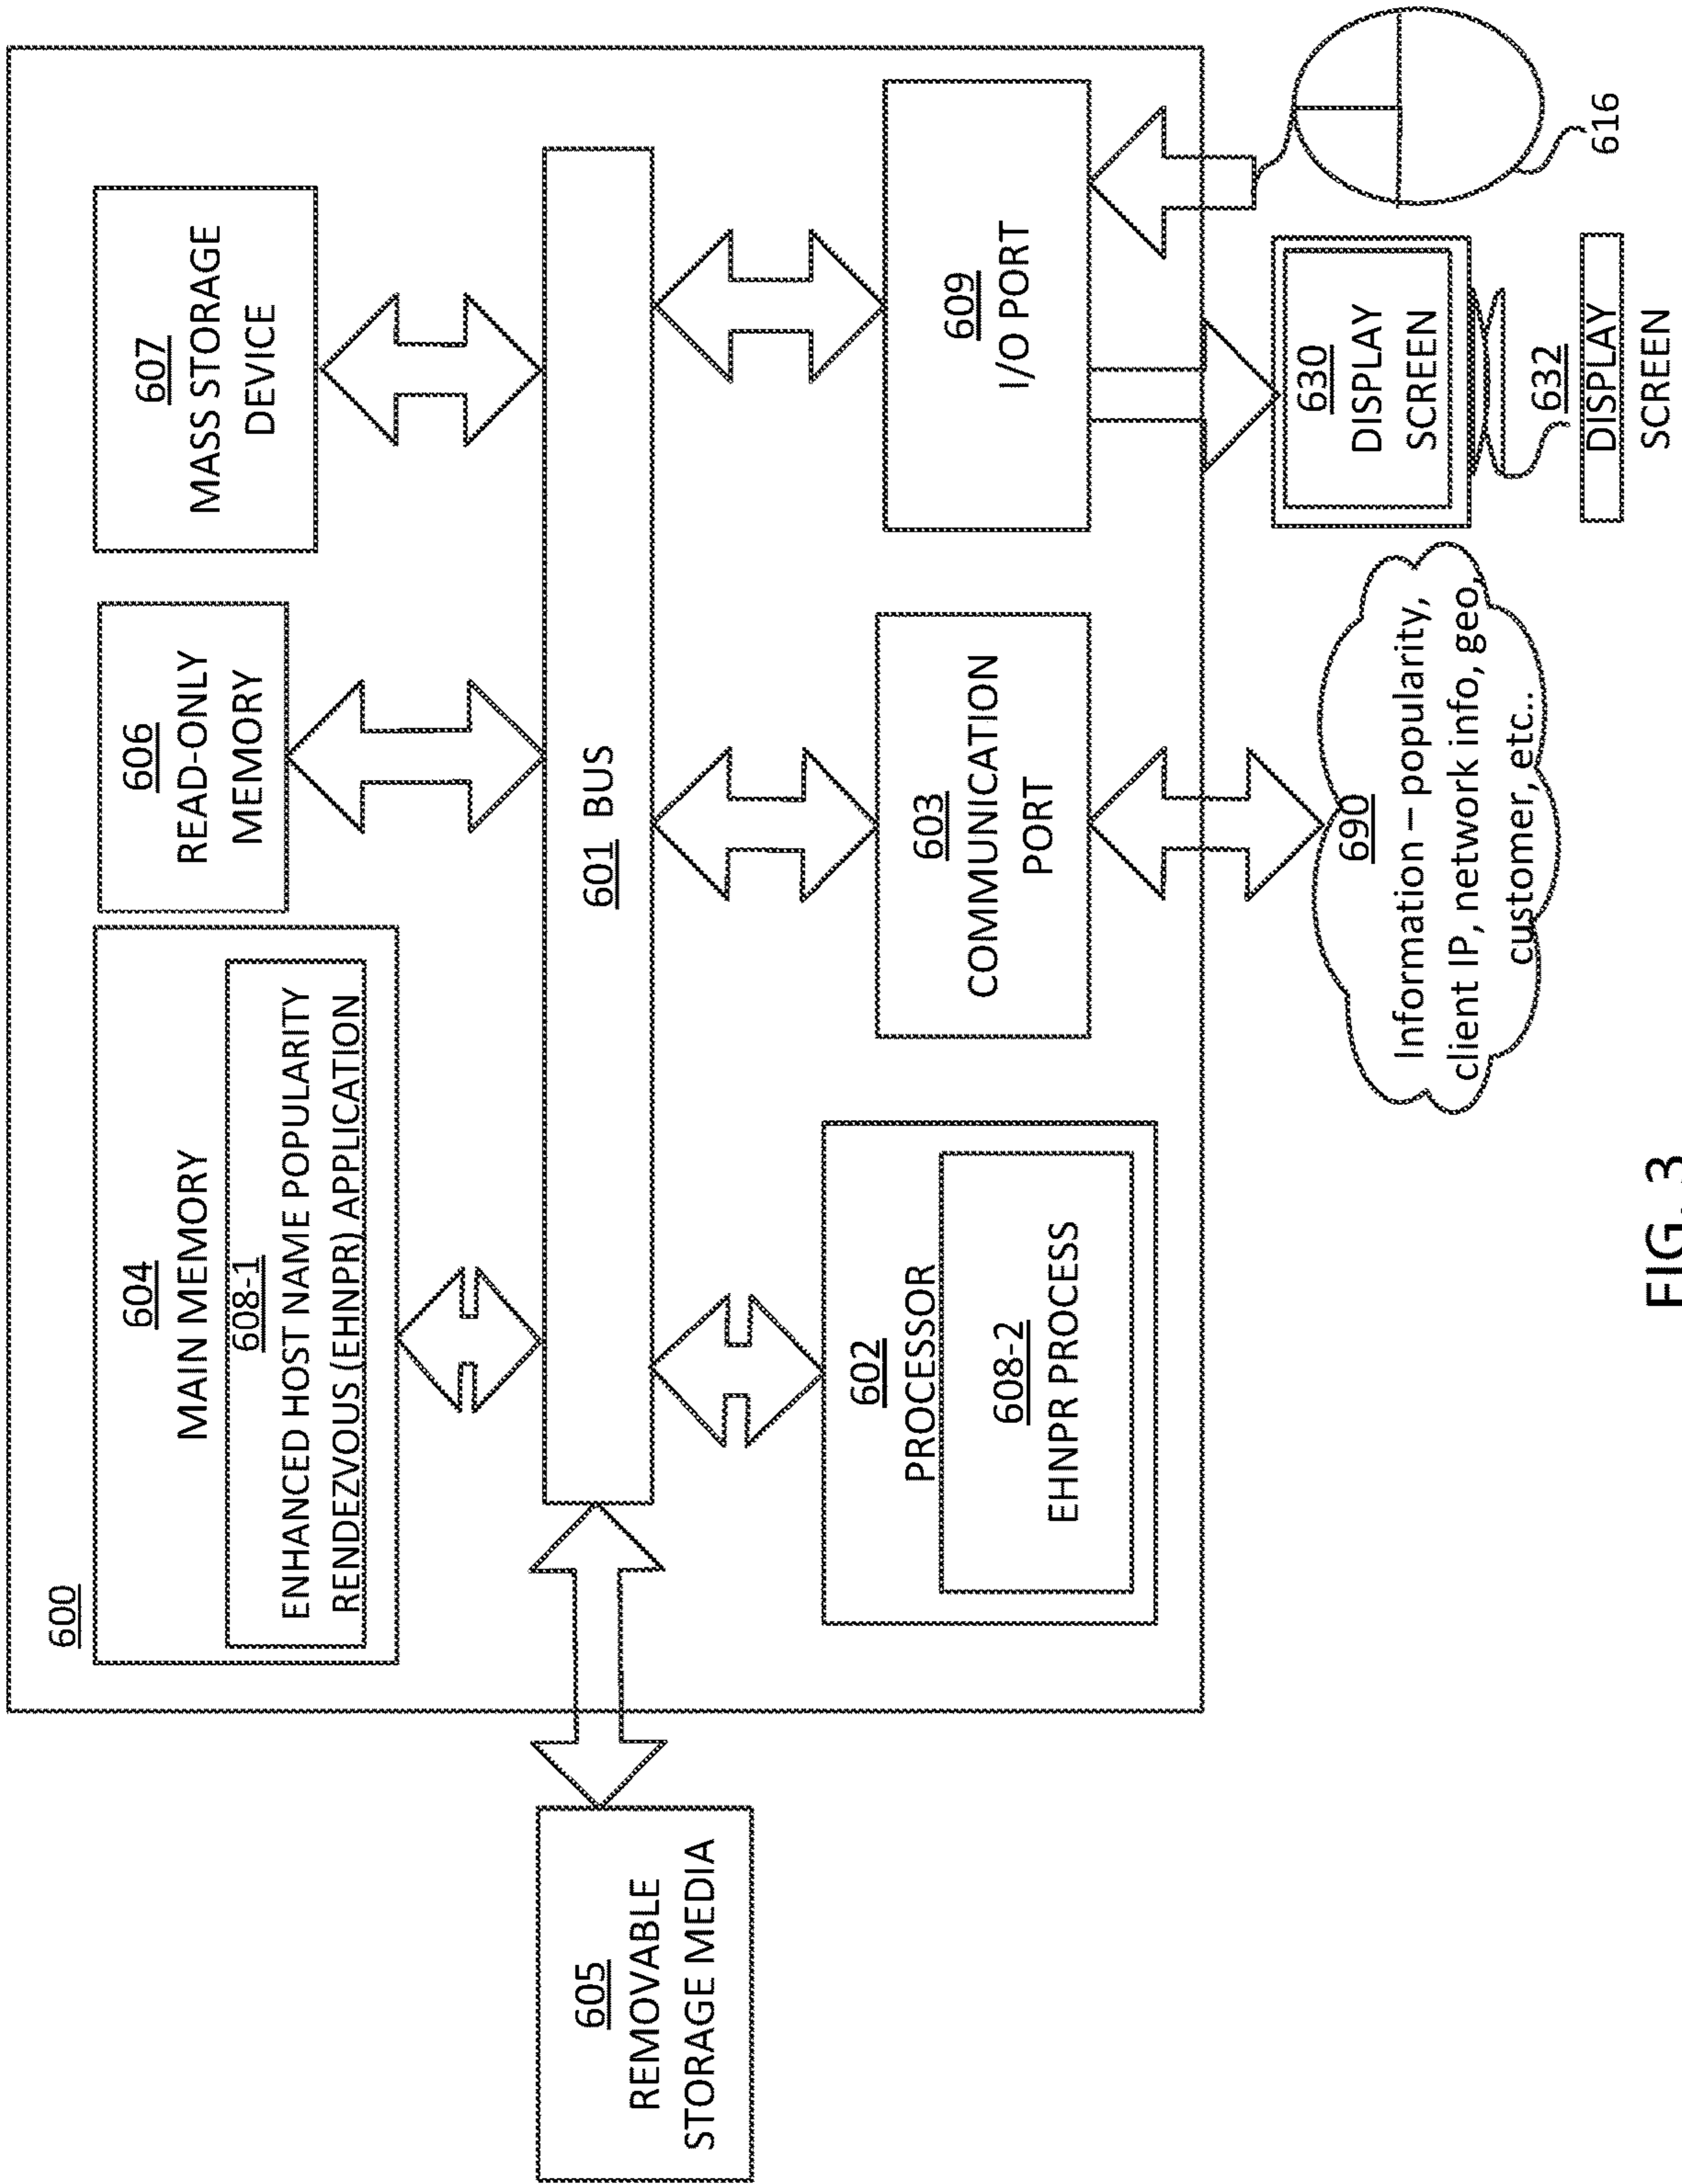 600
604
MAIN MEMORY
608-1
ENHANCED HOST NAME POPULARITY
RENDEZVOUS (EHNPR) APPLICATION
606
READ-ONLY
MEMORY
607
MASS STORAGE
DEVICE
605
REMOVABLE
STORAGE MEDIA
601 BUS
602
PROCESSOR
608-2
EHNPR PROCESS
603
COMMUNICATION
PORT
609
I/O PORT
690
Information – popularity,
client IP, network info, geo,
customer, etc..
630
DISPLAY
SCREEN
632
DISPLAY
SCREEN
616
FIG. 3